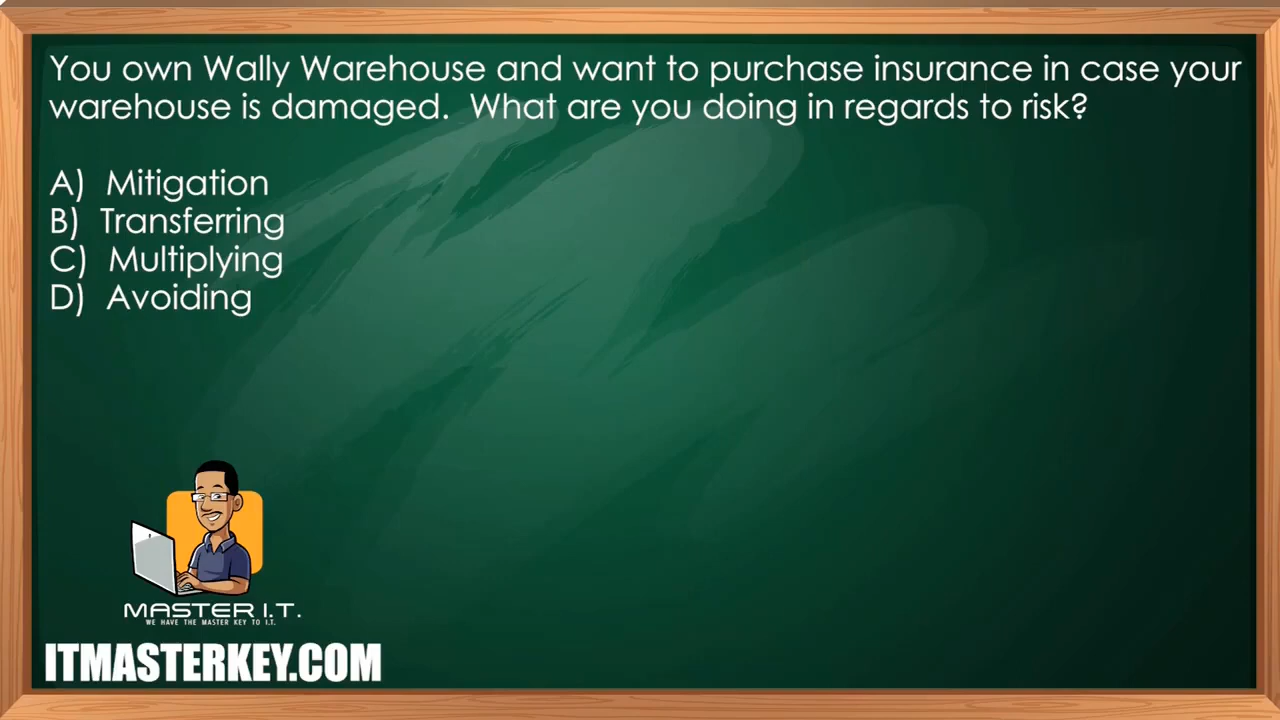 You own Wally Warehouse and want to purchase insurance in case your
warehouse is damaged.  What are you doing in regards to risk?
A)  Mitigation
B)  Transferring
C)  Multiplying
D)  Avoiding
MASTER I.T.
WE HAVE THE MASTER KEY TO I.T.
ITMASTERKEY.COM